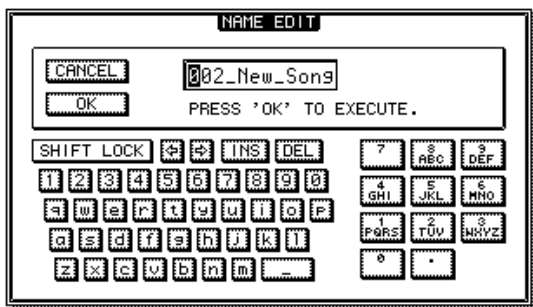 NAME EDIT
CANCEL
002_New_Song
OK
PRESS 'OK' TO EXECUTE.
SHIFT LOCK INS DEL
1 2 3 4 5 6 7 8 9 0
q w e r t y u i o p
a s d f g h j k l
z x c v b n m _
7 8 ABC 9 DEF
4 GHI 5 JKL 6 MNO
1 PQRS 2 TUV 3 WXYZ
0 .